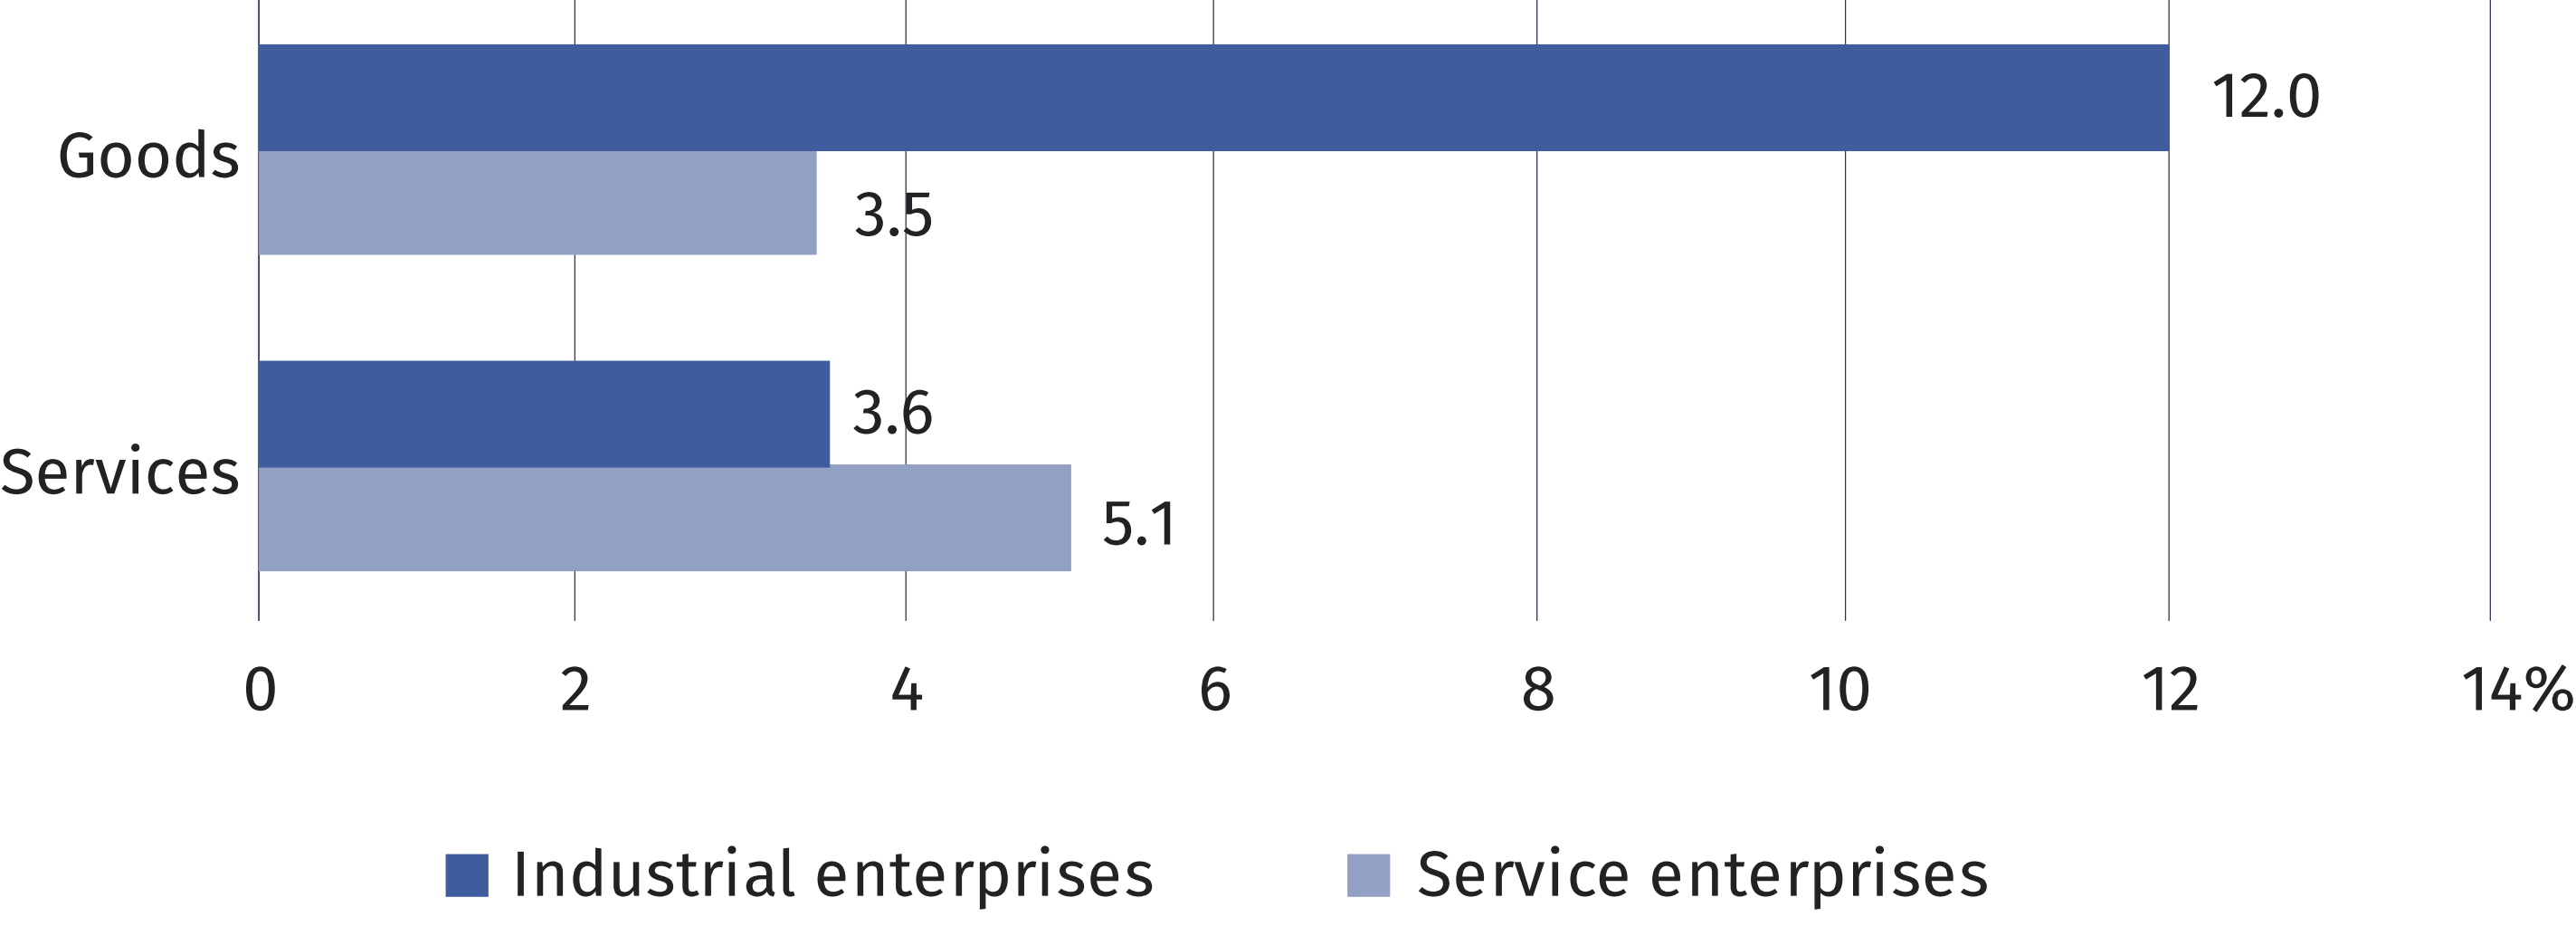 12.0
Goods
3.5
3.6
Services
5.1
0 2 4 6 8 10 12 14%
Industrial enterprises Service enterprises